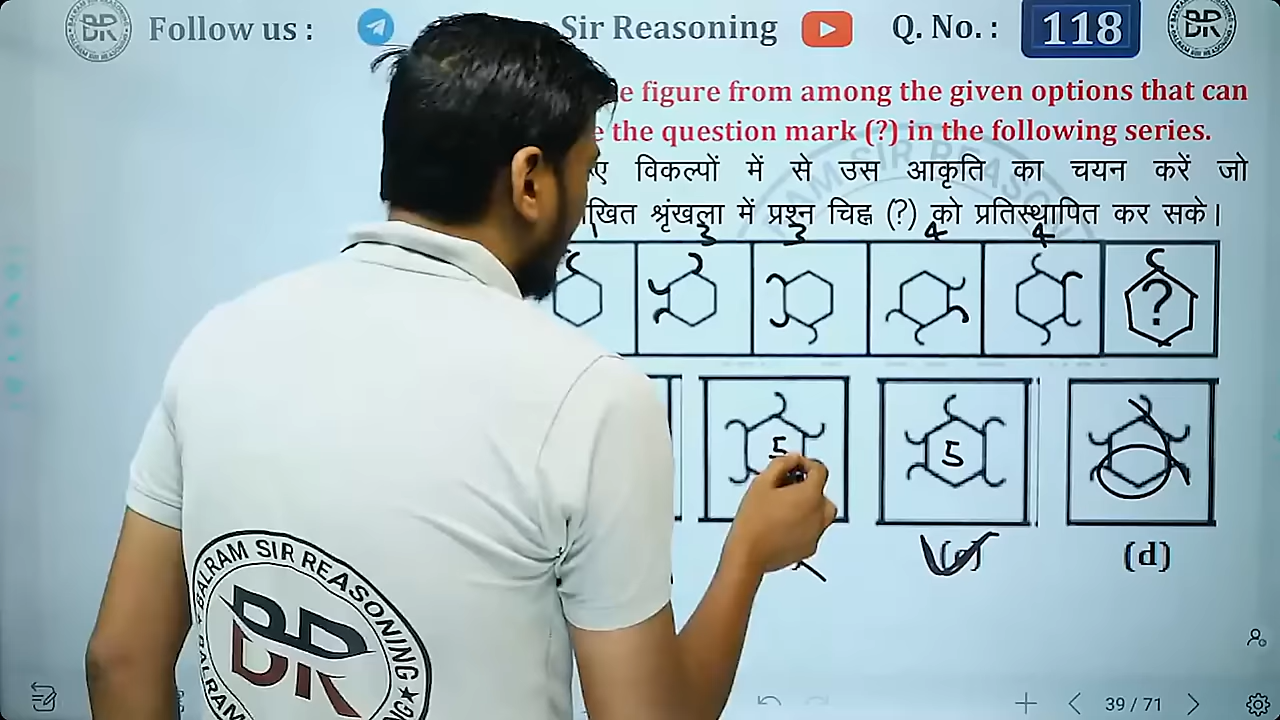 Follow us :
Sir Reasoning
Q. No. :
118
figure from among the given options that can
the question mark (?) in the following series.
विकल्पों में से उस आकृति का चयन करें जो
श्रृंखला में प्रश्न चिह्न (?) को प्रतिस्थापित कर सके।
1 3 3 4 4
?
5 5
(c) (d)
BALRAM SIR REASONING
BR
39 / 71